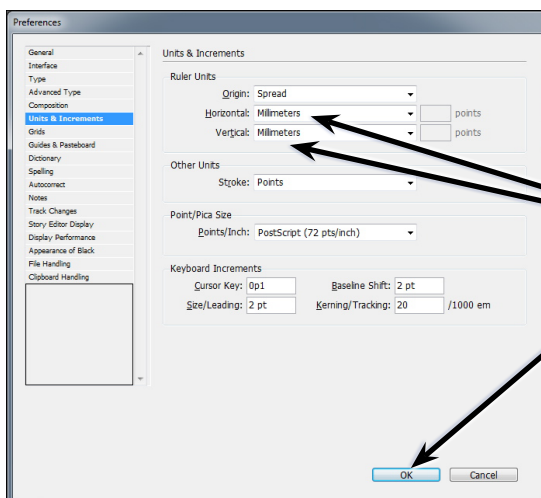 Preferences
General
Interface
Type
Advanced Type
Composition
Units & Increments
Grids
Guides & Pasteboard
Dictionary
Spelling
Autocorrect
Notes
Track Changes
Story Editor Display
Display Performance
Appearance of Black
File Handling
Clipboard Handling
Units & Increments
Ruler Units
Origin: Spread
Horizontal: Milimeters points
Vertical: Milimeters points
Other Units
Stroke: Points
Point/Pica Size
Points/Inch: PostScript (72 pts/inch)
Keyboard Increments
Cursor Key: 0p1 Baseline Shift: 2 pt
Size/Leading: 2 pt Kerning/Tracking: 20 /1000 em
OK Cancel